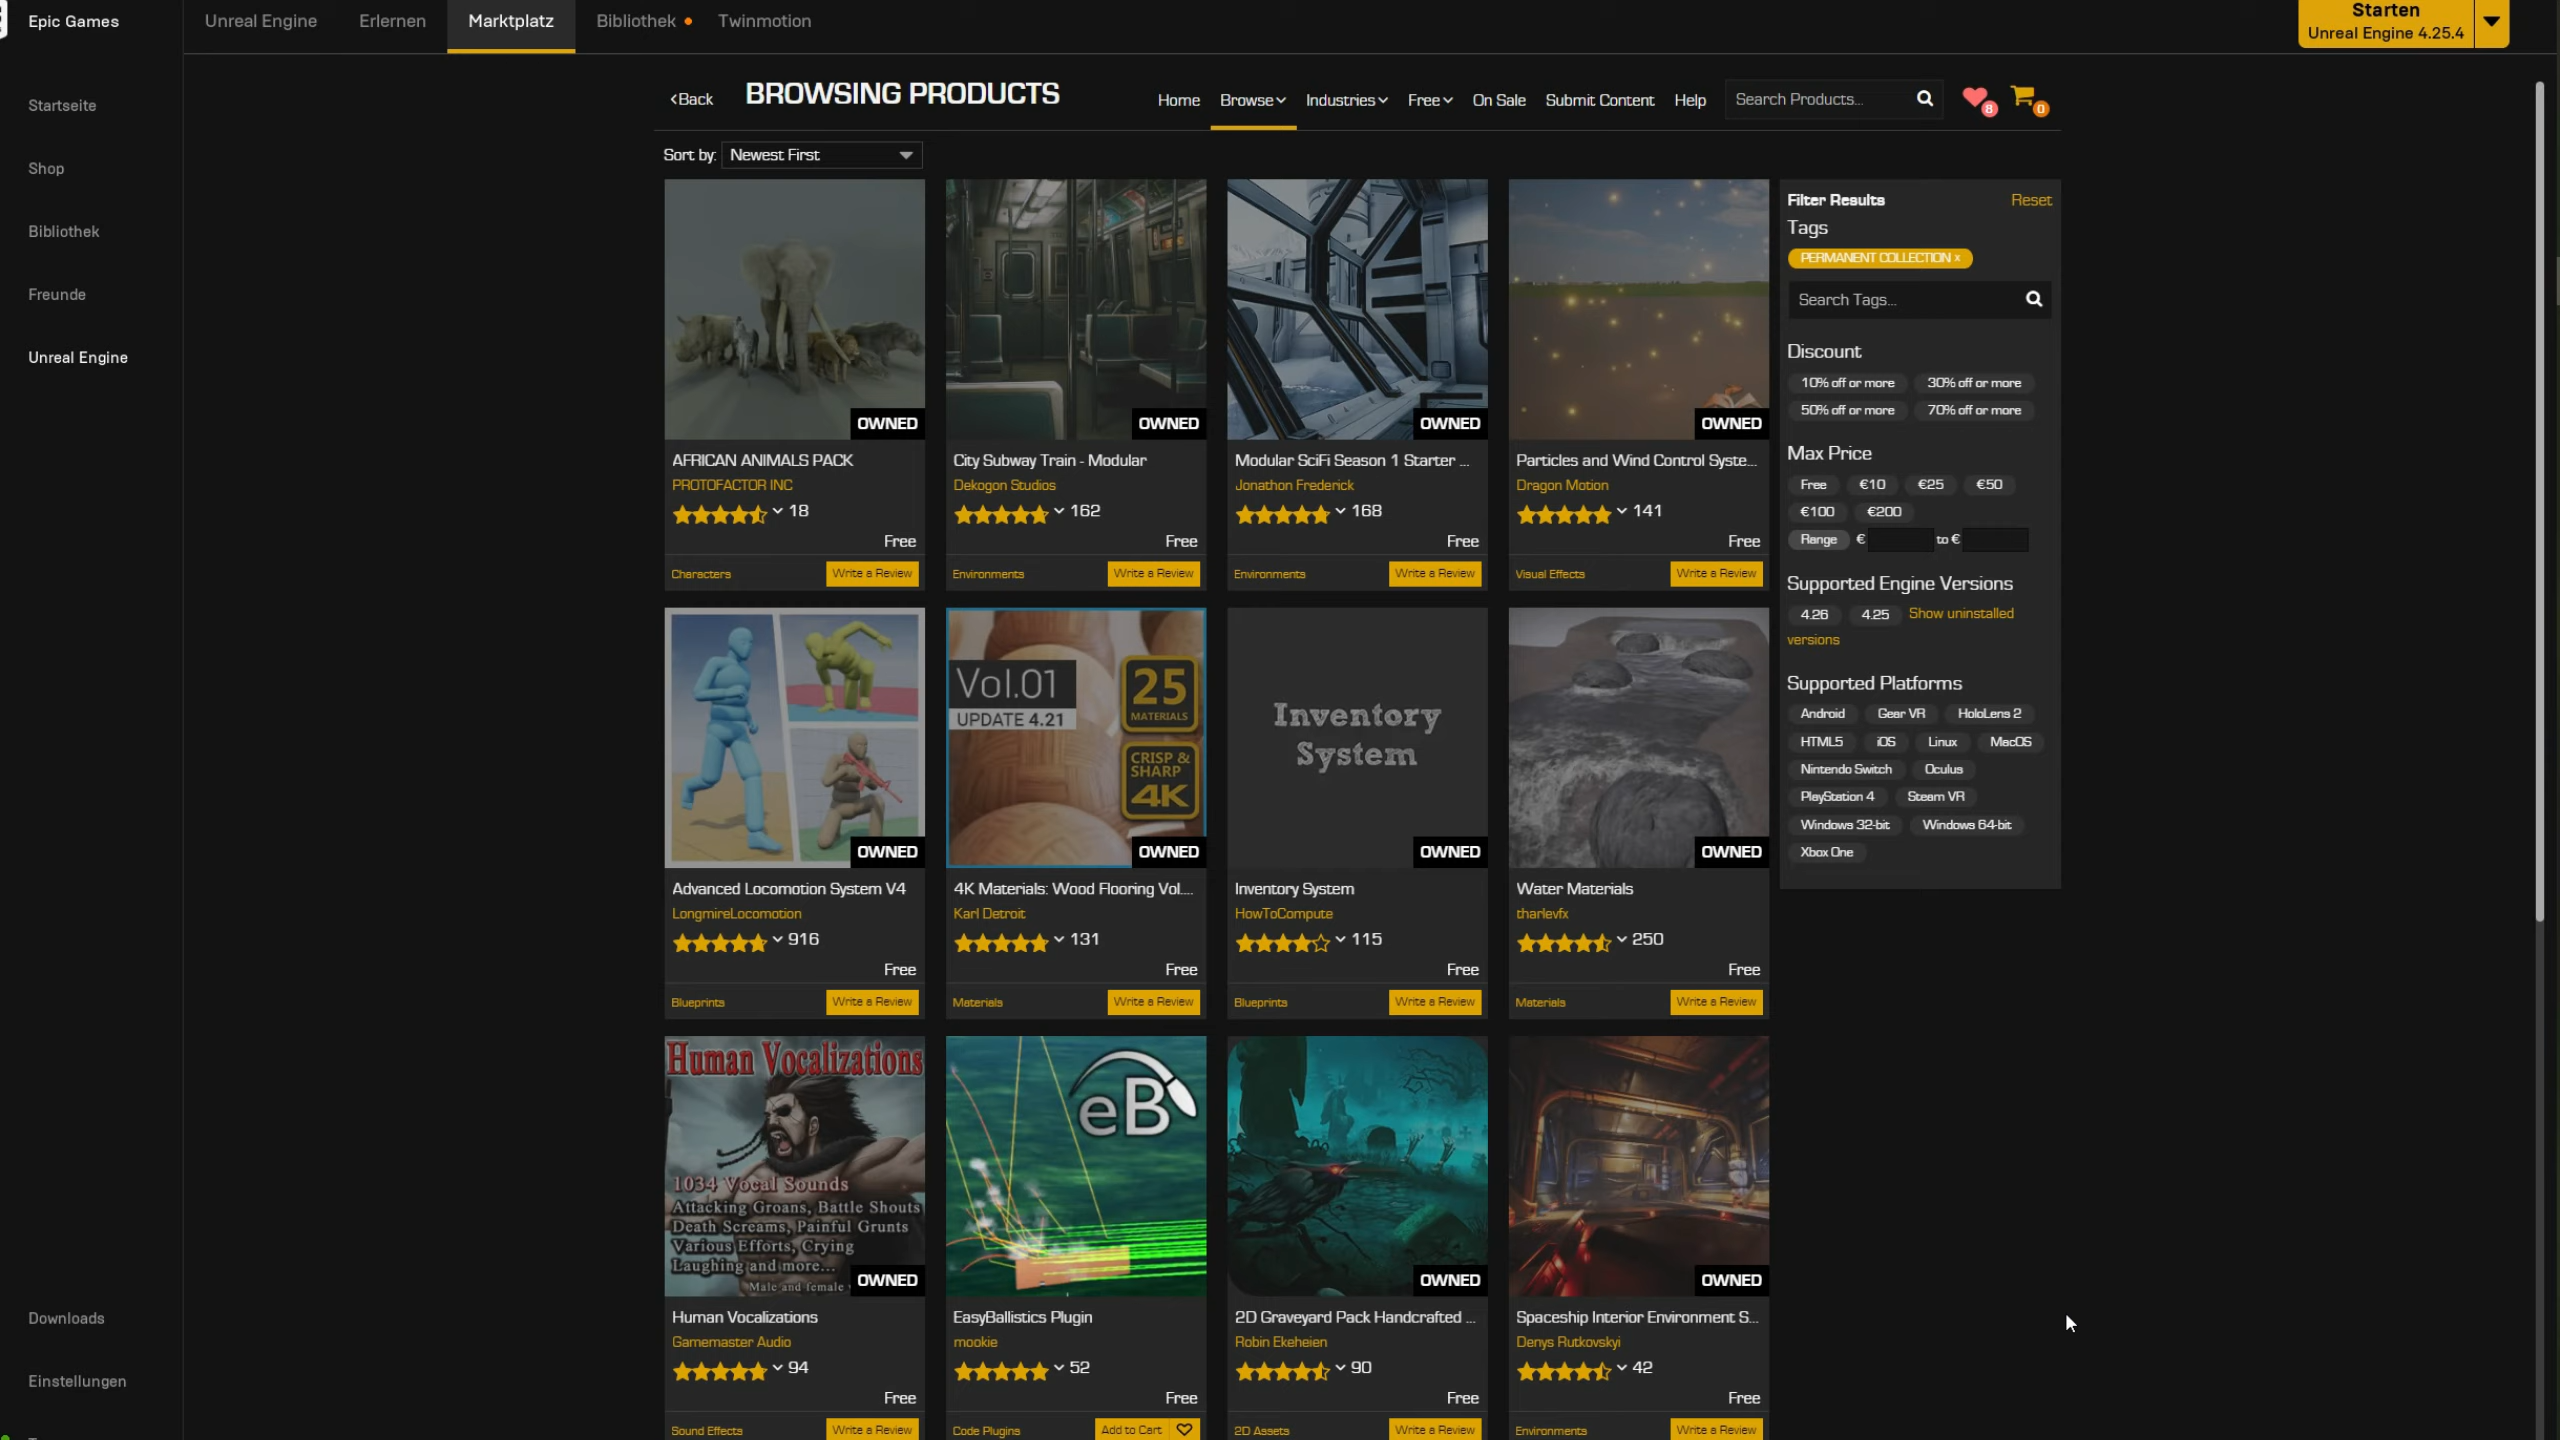 Epic Games
Unreal Engine
Erlernen
Marktplatz
Bibliothek
Twinmotion
Starten
Unreal Engine 4.25.4
Startseite
Shop
Bibliothek
Freunde
Unreal Engine
Downloads
Einstellungen
<Back
BROWSING PRODUCTS
Home
Browse
Industries
Free
On Sale
Submit Content
Help
Search Products...
8
0
Sort by:
Newest First
OWNED
AFRICAN ANIMALS PACK
PROTOFACTOR INC
18
Free
Characters
Write a Review
OWNED
City Subway Train - Modular
Dekogon Studios
162
Free
Environments
Write a Review
OWNED
Modular SciFi Season 1 Starter ...
Jonathon Frederick
168
Free
Environments
Write a Review
OWNED
Particles and Wind Control Syste...
Dragon Motion
141
Free
Visual Effects
Write a Review
OWNED
Advanced Locomotion System V4
LongmireLocomotion
916
Free
Blueprints
Write a Review
Vol.01
UPDATE 4.21
25
MATERIALS
CRISP &
SHARP
4K
OWNED
4K Materials: Wood Flooring Vol....
Karl Detroit
131
Free
Materials
Write a Review
Inventory
System
OWNED
Inventory System
HowToCompute
115
Free
Blueprints
Write a Review
OWNED
Water Materials
tharlevfx
250
Free
Materials
Write a Review
Human Vocalizations
1034 Vocal Sounds
Attacking Groans, Battle Shouts
Death Screams, Painful Grunts
Various Efforts, Crying
Laughing and more...
Male and female
OWNED
Human Vocalizations
Gamemaster Audio
94
Free
Sound Effects
Write a Review
eB
EasyBallistics Plugin
mookie
52
Free
Code Plugins
Add to Cart
OWNED
2D Graveyard Pack Handcrafted ...
Robin Ekeheien
90
Free
2D Assets
Write a Review
OWNED
Spaceship Interior Environment S...
Denys Rutkovskyi
42
Free
Environments
Write a Review
Filter Results
Reset
Tags
PERMANENT COLLECTION x
Search Tags...
Discount
10% off or more
30% off or more
50% off or more
70% off or more
Max Price
Free
€10
€25
€50
€100
€200
Range
€
to €
Supported Engine Versions
4.26
4.25
Show uninstalled
versions
Supported Platforms
Android
Gear VR
HoloLens 2
HTML5
iOS
Linux
MacOS
Nintendo Switch
Oculus
PlayStation 4
Steam VR
Windows 32-bit
Windows 64-bit
Xbox One